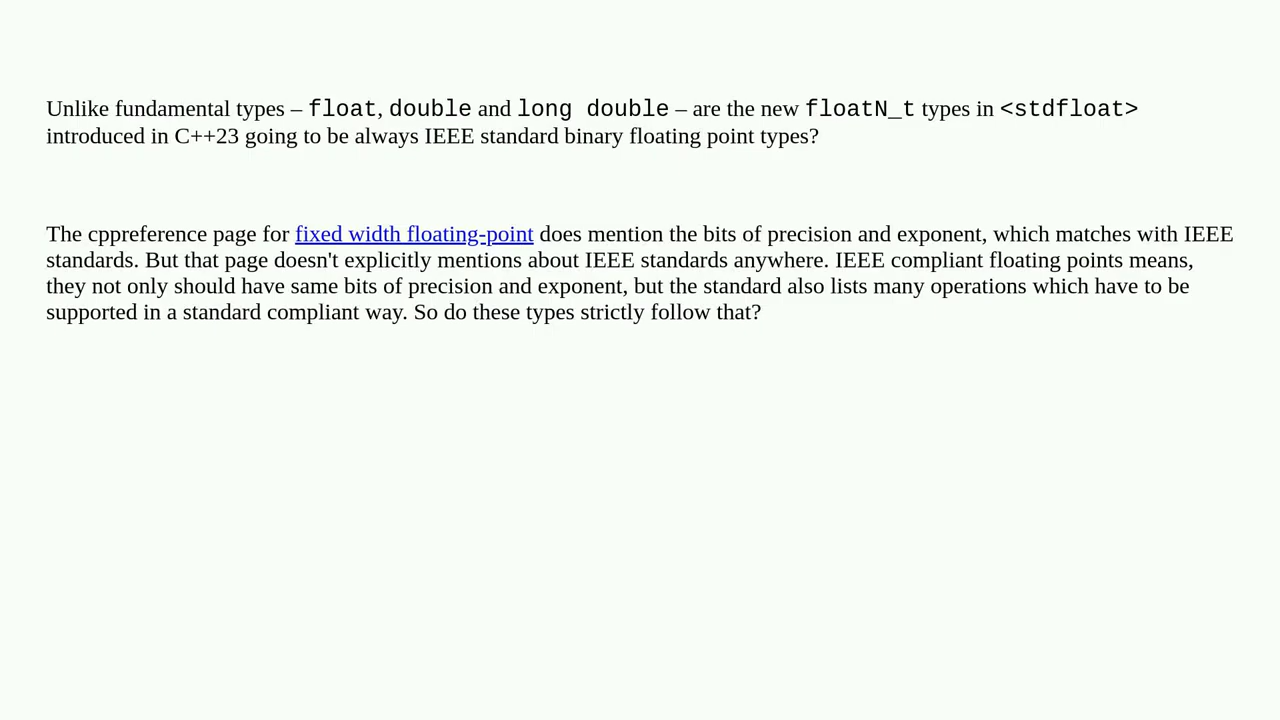 Unlike fundamental types – float, double and long double – are the new floatN_t types in <stdfloat>
introduced in C++23 going to be always IEEE standard binary floating point types?
The cppreference page for fixed width floating-point does mention the bits of precision and exponent, which matches with IEEE
standards. But that page doesn't explicitly mentions about IEEE standards anywhere. IEEE compliant floating points means,
they not only should have same bits of precision and exponent, but the standard also lists many operations which have to be
supported in a standard compliant way. So do these types strictly follow that?